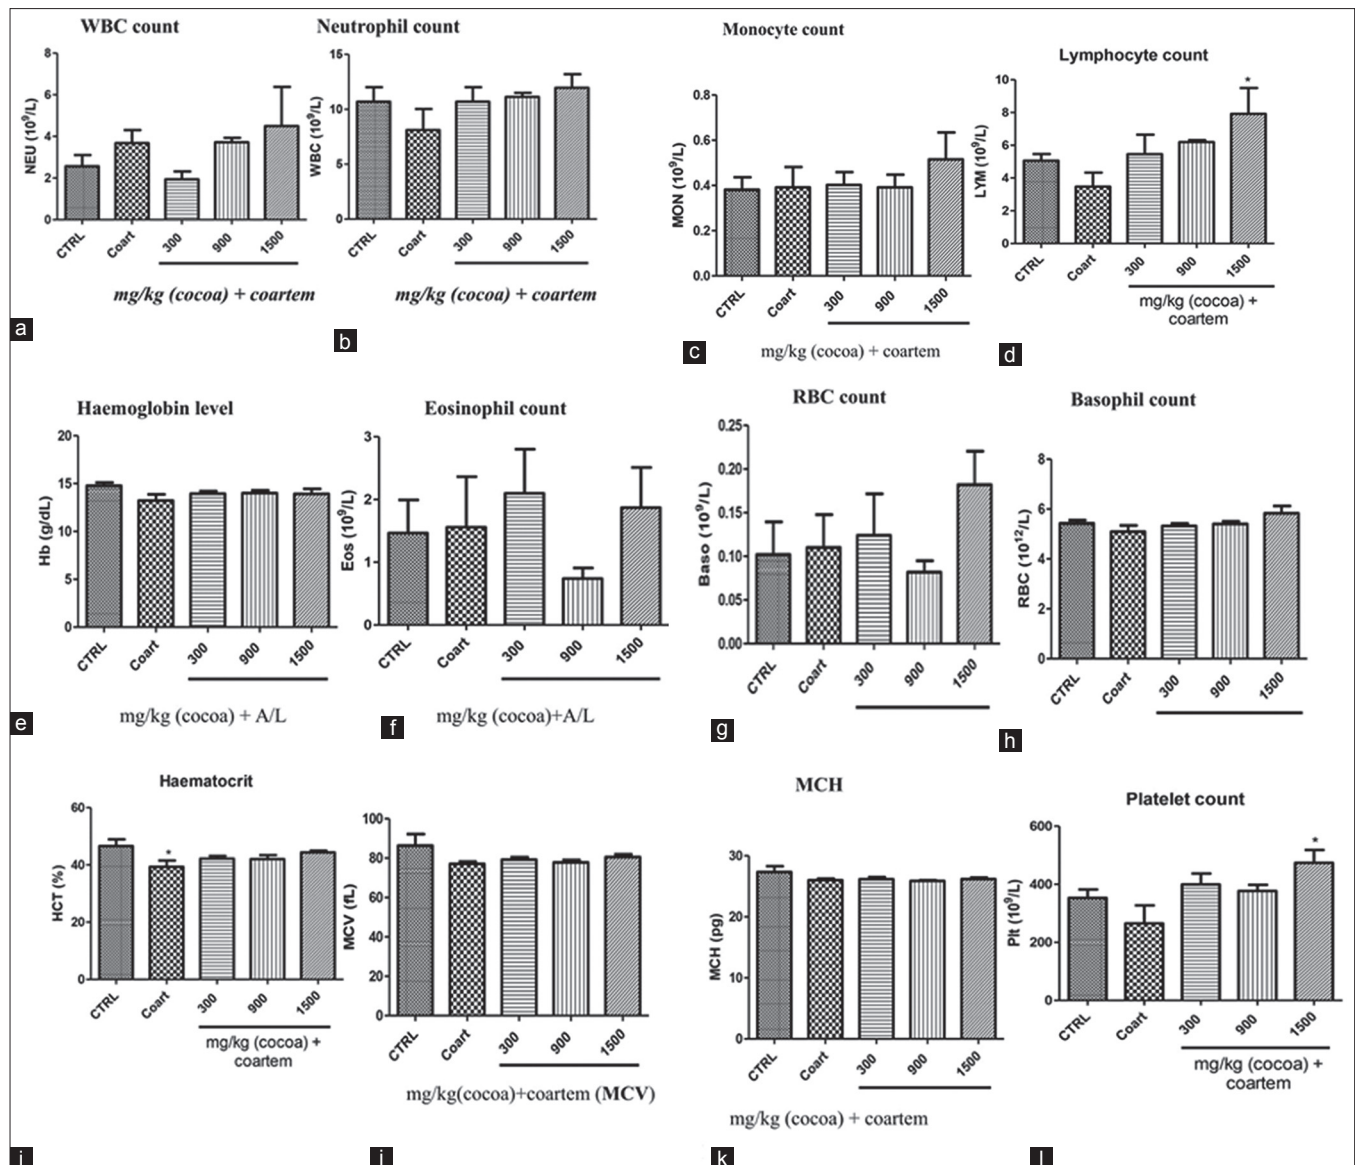 WBC count
NEU (10⁹/L)
8
6
4
2
0
CTRL
Coart
300
900
1500
mg/kg (cocoa) + coartem
a
Neutrophil count
WBC (10⁹/L)
15
10
5
0
CTRL
Coart
300
900
1500
mg/kg (cocoa) + coartem
b
Monocyte count
MON (10⁹/L)
0.8
0.6
0.4
0.2
0.0
CTRL
Coart
300
900
1500
mg/kg (cocoa) + coartem
c
Lymphocyte count
LYM (10⁹/L)
10
8
6
4
2
0
*
CTRL
Coart
300
900
1500
mg/kg (cocoa) +
coartem
d
Haemoglobin level
Hb (g/dL)
20
15
10
5
0
CTRL
Coart
300
900
1500
mg/kg (cocoa) + A/L
e
Eosinophil count
Eos (10⁹/L)
3
2
1
0
CTRL
Coart
300
900
1500
mg/kg (cocoa)+A/L
f
RBC count
Baso (10⁹/L)
0.25
0.20
0.15
0.10
0.05
0.00
CTRL
Coart
300
900
1500
g
Basophil count
RBC (10¹²/L)
8
6
4
2
0
CTRL
Coart
300
900
1500
h
Haematocrit
HCT (%)
60
40
20
0
*
CTRL
Coart
300
900
1500
mg/kg (cocoa) +
coartem
i
MCV (fL)
100
80
60
40
20
0
CTRL
Coart
300
900
1500
mg/kg(cocoa)+coartem (MCV)
j
MCH
MCH (pg)
30
20
10
0
CTRL
Coart
300
900
1500
mg/kg (cocoa) + coartem
k
Platelet count
Plt (10⁹/L)
600
400
200
0
*
CTRL
Coart
300
900
1500
mg/kg (cocoa) +
coartem
l